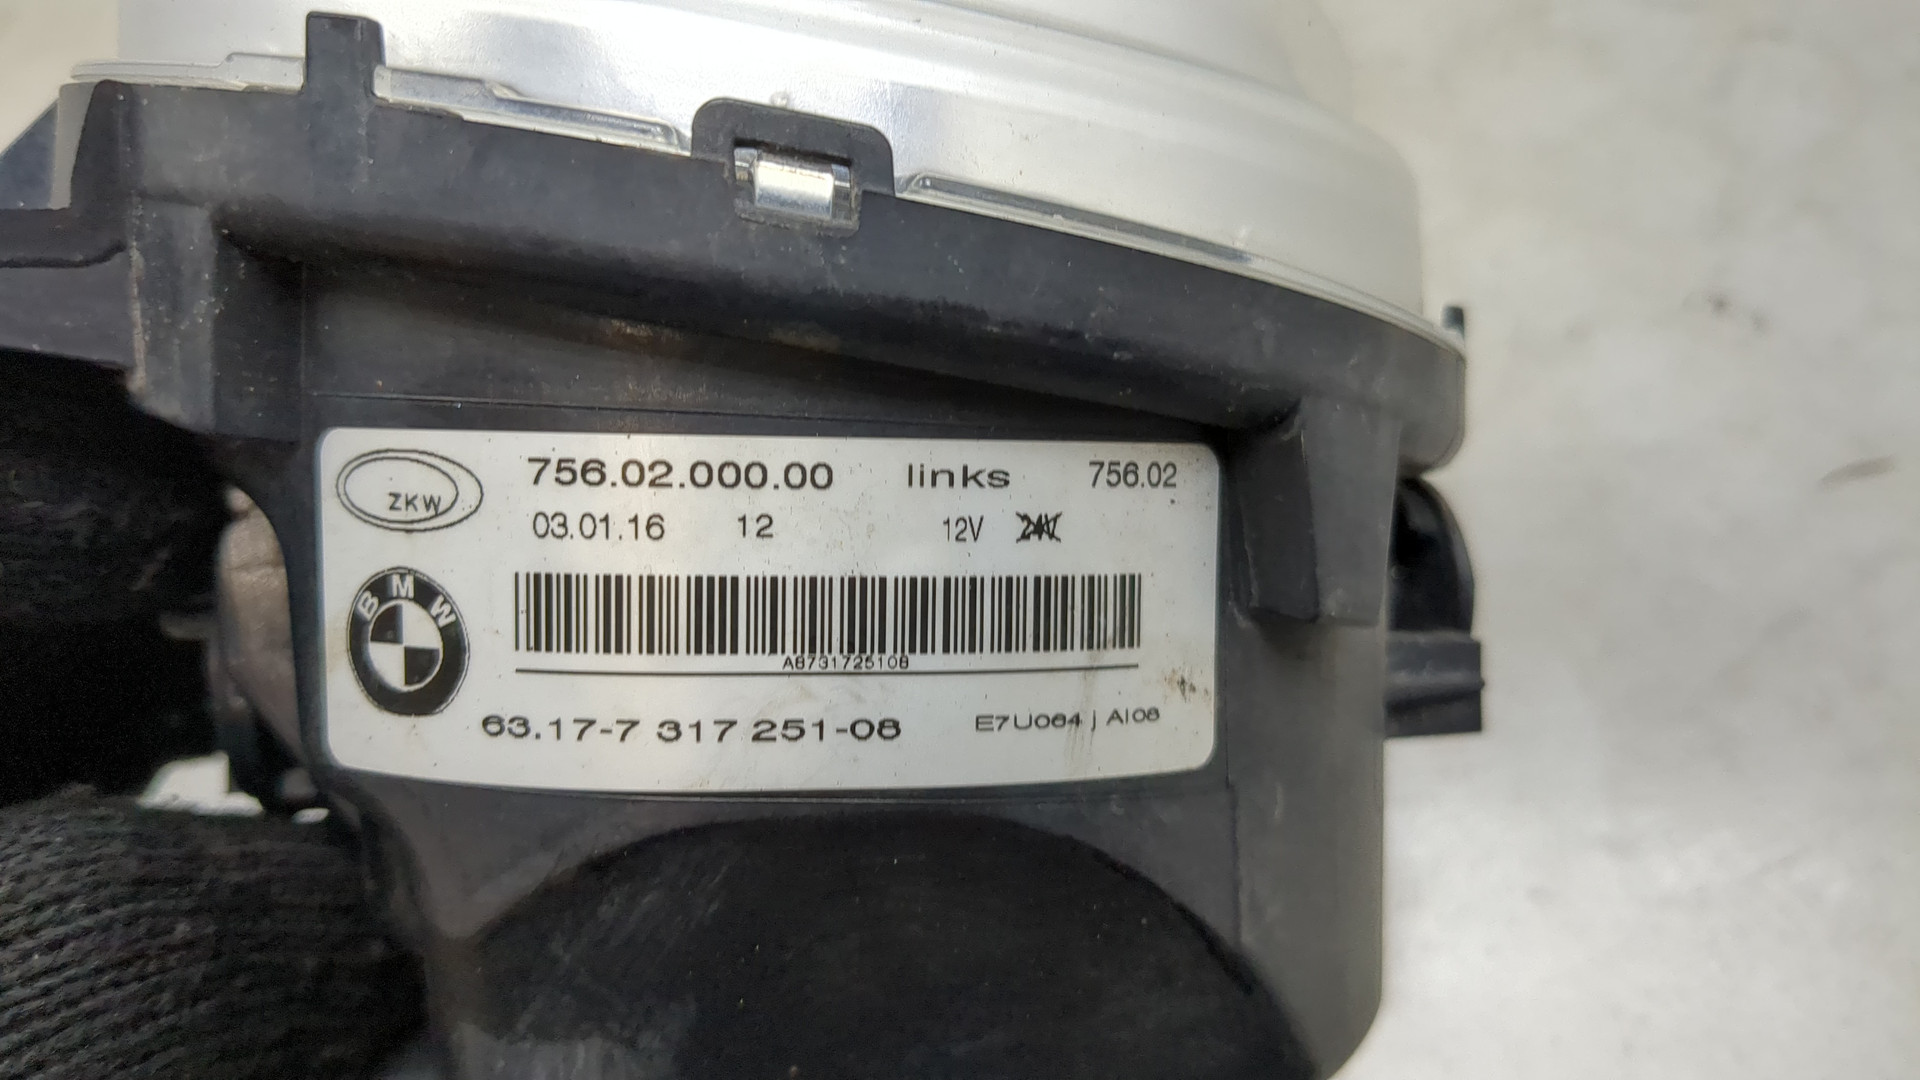 ZKW
756.02.000.00 links 756.02
03.01.16 12 12V 24V
BMW
A8731725108
63.17-7 317 251-08 E7U064 j AI08